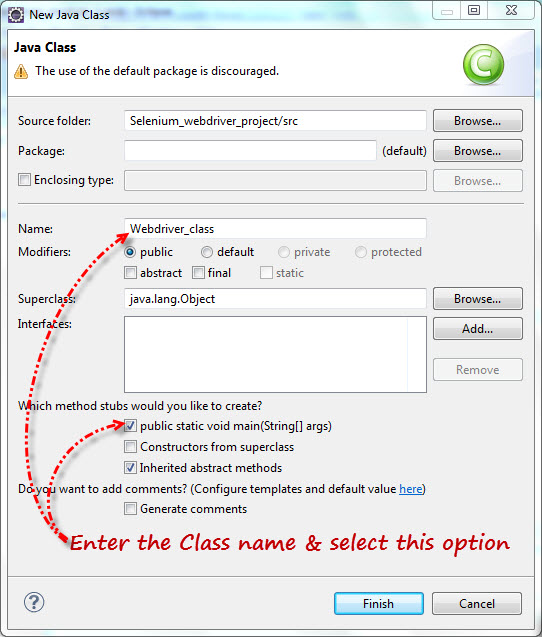 New Java Class
Java Class
The use of the default package is discouraged.
Source folder: Selenium_webdriver_project/src Browse...
Package: (default) Browse...
Enclosing type: Browse...
Name: Webdriver_class
Modifiers: public default private protected
abstract final static
Superclass: java.lang.Object Browse...
Interfaces: Add...
Remove
Which method stubs would you like to create?
public static void main(String[] args)
Constructors from superclass
Inherited abstract methods
Do you want to add comments? (Configure templates and default value here)
Generate comments
Enter the Class name & select this option
Finish Cancel